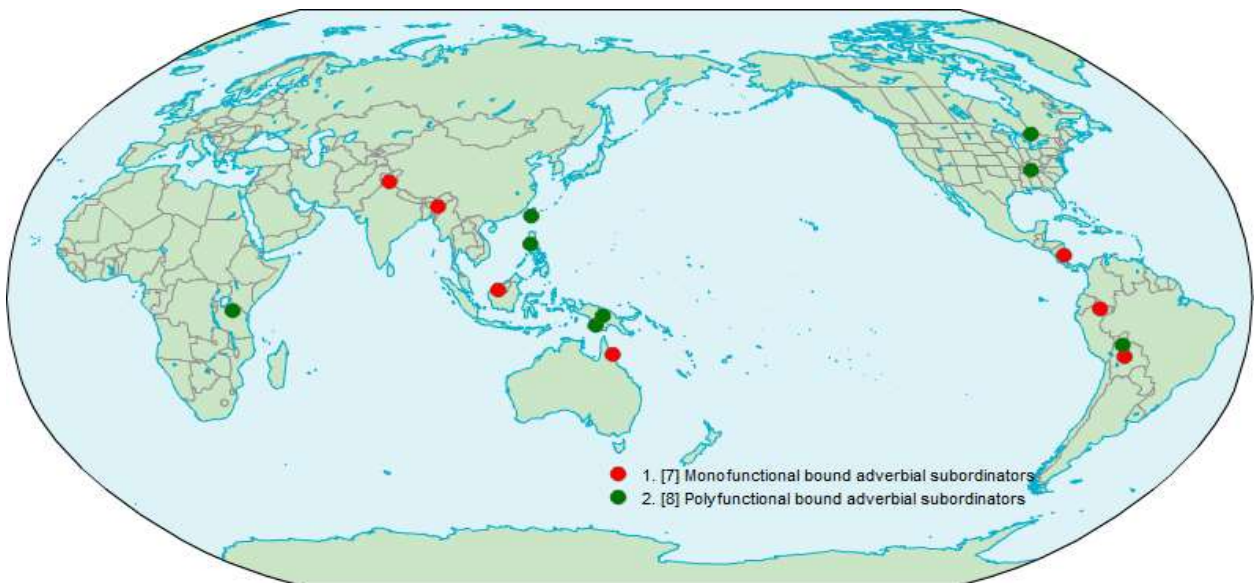 1. [7] Monofunctional bound adverbial subordinators
2. [8] Polyfunctional bound adverbial subordinators